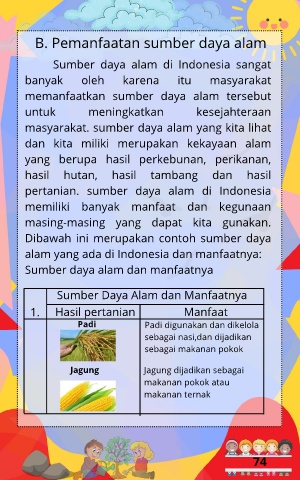 B. Pemanfaatan sumber daya alam
Sumber daya alam di Indonesia sangat
banyak oleh karena itu masyarakat
memanfaatkan sumber daya alam tersebut
untuk meningkatkan kesejahteraan
masyarakat. sumber daya alam yang kita lihat
dan kita miliki merupakan kekayaan alam
yang berupa hasil perkebunan, perikanan,
hasil hutan, hasil tambang dan hasil
pertanian. sumber daya alam di Indonesia
memiliki banyak manfaat dan kegunaan
masing-masing yang dapat kita gunakan.
Dibawah ini merupakan contoh sumber daya
alam yang ada di Indonesia dan manfaatnya:
Sumber daya alam dan manfaatnya
Sumber Daya Alam dan Manfaatnya
1. Hasil pertanian Manfaat
Padi
Padi digunakan dan dikelola
sebagai nasi,dan dijadikan
sebagai makanan pokok
Jagung
Jagung dijadikan sebagai
makanan pokok atau
makanan ternak
74